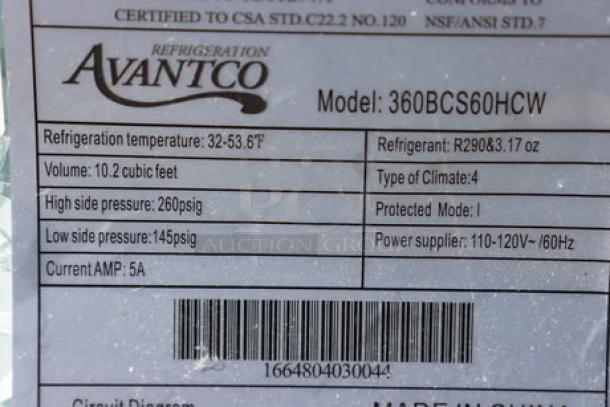 CERTIFIED TO CSA STD.C22.2 NO.120 NSF/ANSI STD.7
REFRIGERATION
AVANTCO
Model: 360BCS60HCW
Refrigeration temperature: 32-53.6℉
Refrigerant: R290&3.17 oz
Volume: 10.2 cubic feet
Type of Climate:4
High side pressure: 260psig
Protected Mode: I
Low side pressure:145psig
Power supplier: 110-120V~ /60Hz
Current AMP: 5A
AUCTION GROUP
1664804030044
Circuit Diagram
MADE IN CHINA